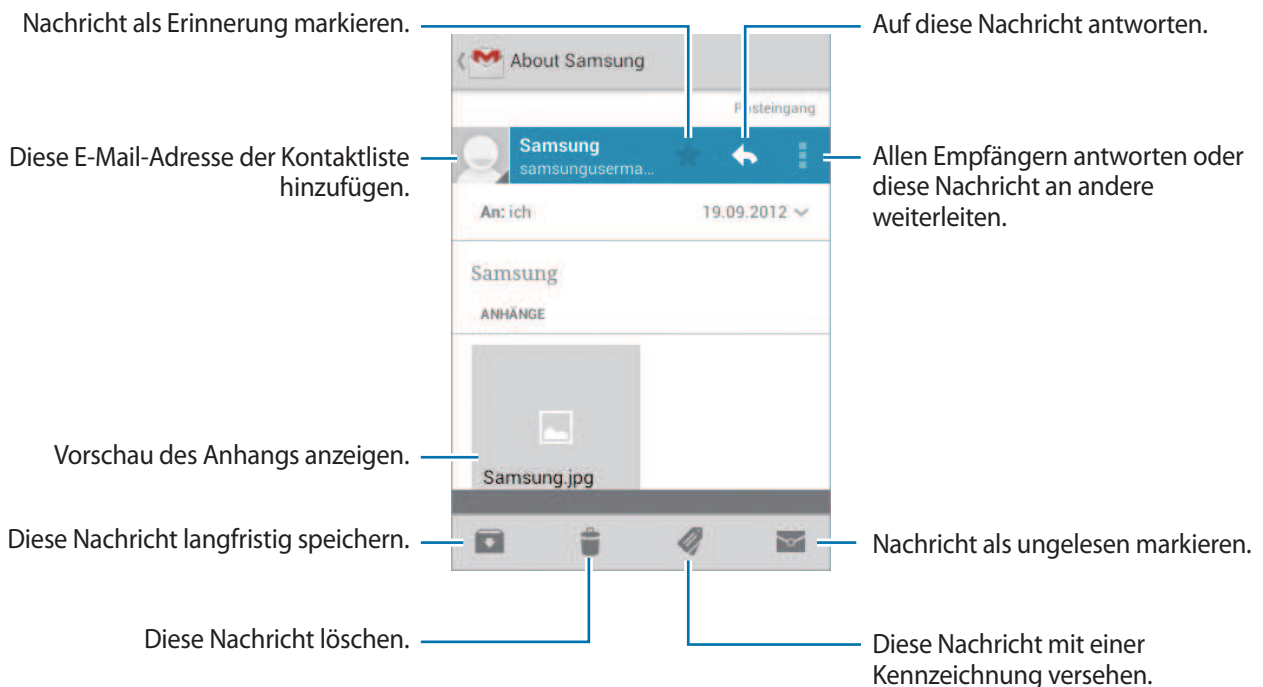 Nachricht als Erinnerung markieren.
Auf diese Nachricht antworten.
About Samsung
Posteingang
Diese E-Mail-Adresse der Kontaktliste
hinzufügen.
Samsung
samsunguserma...
Allen Empfängern antworten oder
diese Nachricht an andere
weiterleiten.
An: ich
19.09.2012
Samsung
ANHÄNGE
Vorschau des Anhangs anzeigen.
Samsung.jpg
Diese Nachricht langfristig speichern.
Nachricht als ungelesen markieren.
Diese Nachricht löschen.
Diese Nachricht mit einer
Kennzeichnung versehen.